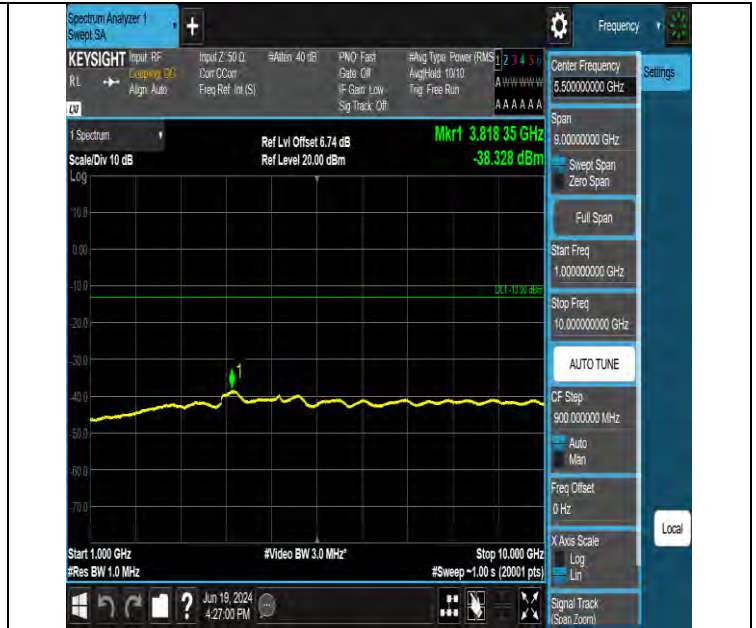 Spectrum Analyzer 1
Swept SA
Frequency
KEYSIGHT
RL
Input: RF
Coupling: DC
Align: Auto
Input Z: 50 Ω
Corr CCorr
Freq Ref: Int (S)
#Atten: 40 dB
PNO: Fast
Gate: Off
IF Gain: Low
Sig Track: Off
#Avg Type: Power (RMS
Avg|Hold: 10/10
Trig: Free Run
1 2 3 4 5 6
A W W W W W
A A A A A A
1 Spectrum
Scale/Div 10 dB
Log
Ref Lvl Offset 6.74 dB
Ref Level 20.00 dBm
Mkr1 3.818 35 GHz
-38.328 dBm
10.0
0.00
-10.0
-20.0
-30.0
-40.0
-50.0
-60.0
-70.0
DL1 -13.00 dBm
1
Start 1.000 GHz
#Res BW 1.0 MHz
#Video BW 3.0 MHz*
Stop 10.000 GHz
#Sweep ~1.00 s (20001 pts)
Center Frequency
5.500000000 GHz
Settings
Span
9.00000000 GHz
Swept Span
Zero Span
Full Span
Start Freq
1.000000000 GHz
Stop Freq
10.000000000 GHz
AUTO TUNE
CF Step
900.000000 MHz
Auto
Man
Freq Offset
0 Hz
X Axis Scale
Log
Lin
Local
Signal Track
(Span Zoom)
?
Jun 19, 2024
4:27:00 PM